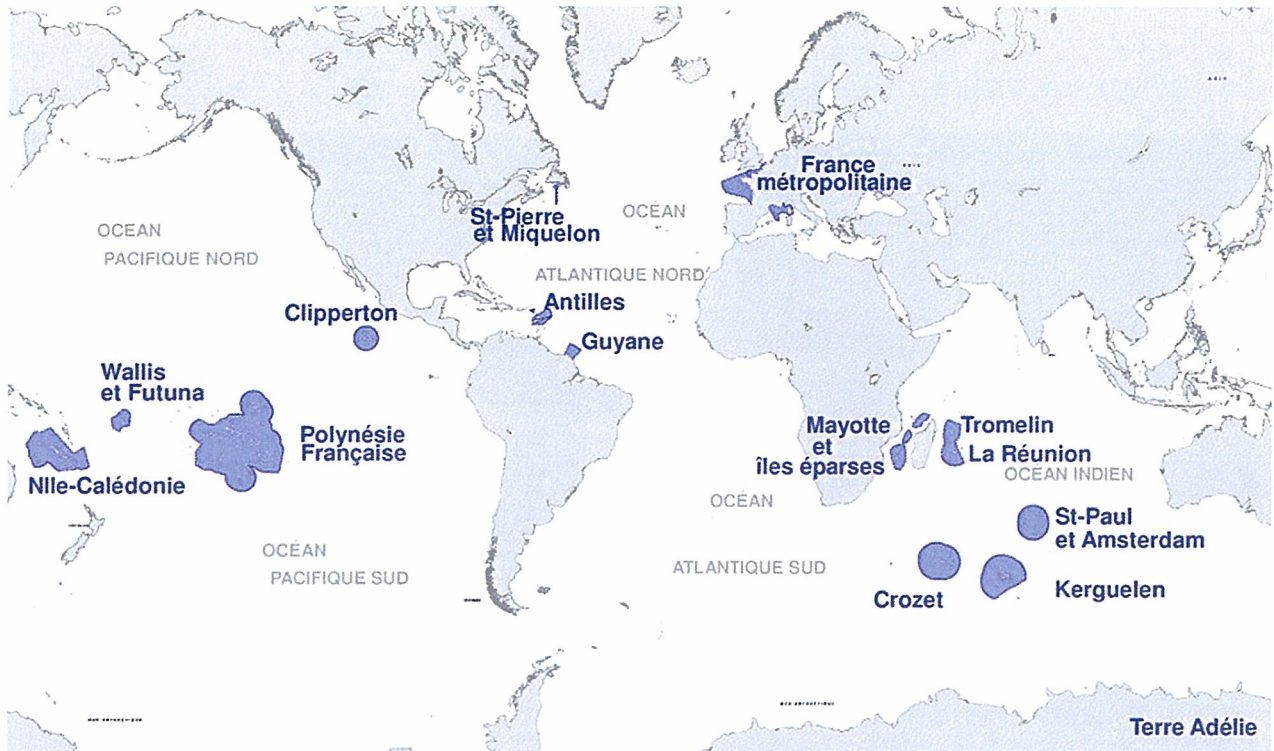 ASIE
France
métropolitaine
St-Pierre
et Miquelon
OCÉAN
OCÉAN
PACIFIQUE NORD
ATLANTIQUE NORD
Antilles
Clipperton
Guyane
Wallis
et Futuna
Polynésie
Française
Nlle-Calédonie
Mayotte
et
îles éparses
Tromelin
La Réunion
OCÉAN INDIEN
OCÉAN
St-Paul
et Amsterdam
OCÉAN
PACIFIQUE SUD
ATLANTIQUE SUD
Crozet
Kerguelen
Terre Adélie